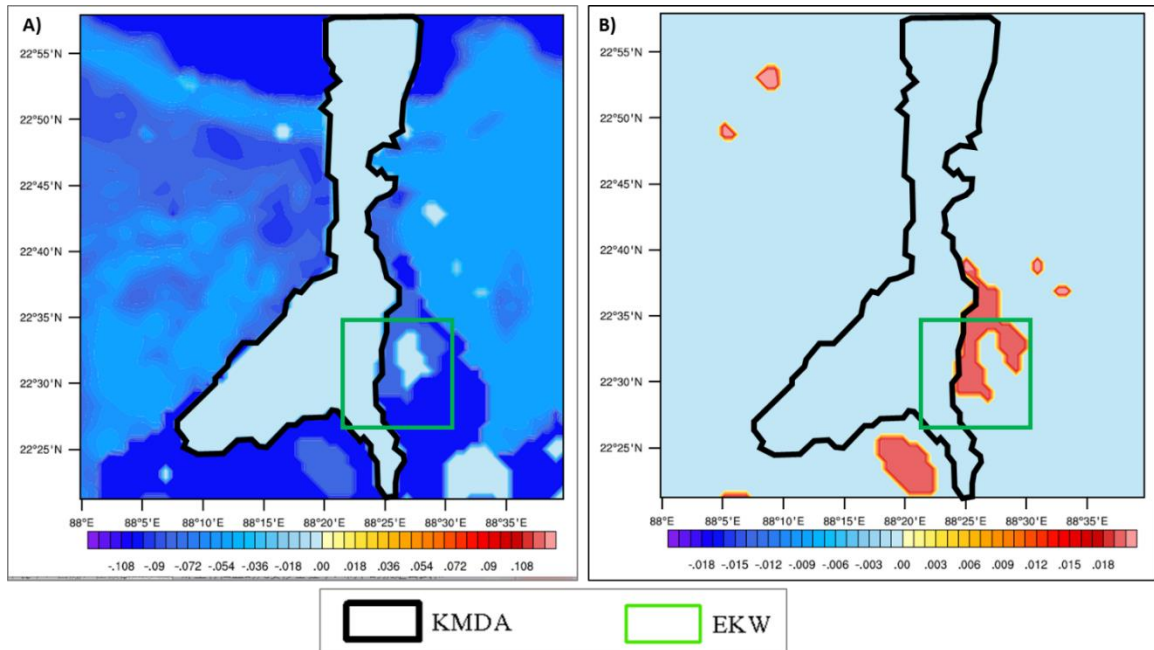 A)
22°55'N
22°50'N
22°45'N
22°40'N
22°35'N
22°30'N
22°25'N
88°E 88°5'E 88°10'E 88°15'E 88°20'E 88°25'E 88°30'E 88°35'E
-.108 -.09 -.072 -.054 -.036 -.018 .00 .018 .036 .054 .072 .09 .108
B)
22°55'N
22°50'N
22°45'N
22°40'N
22°35'N
22°30'N
22°25'N
88°E 88°5'E 88°10'E 88°15'E 88°20'E 88°25'E 88°30'E 88°35'E
-.018 -.015 -.012 -.009 -.006 -.003 .00 .003 .006 .009 .012 .015 .018
KMDA EKW